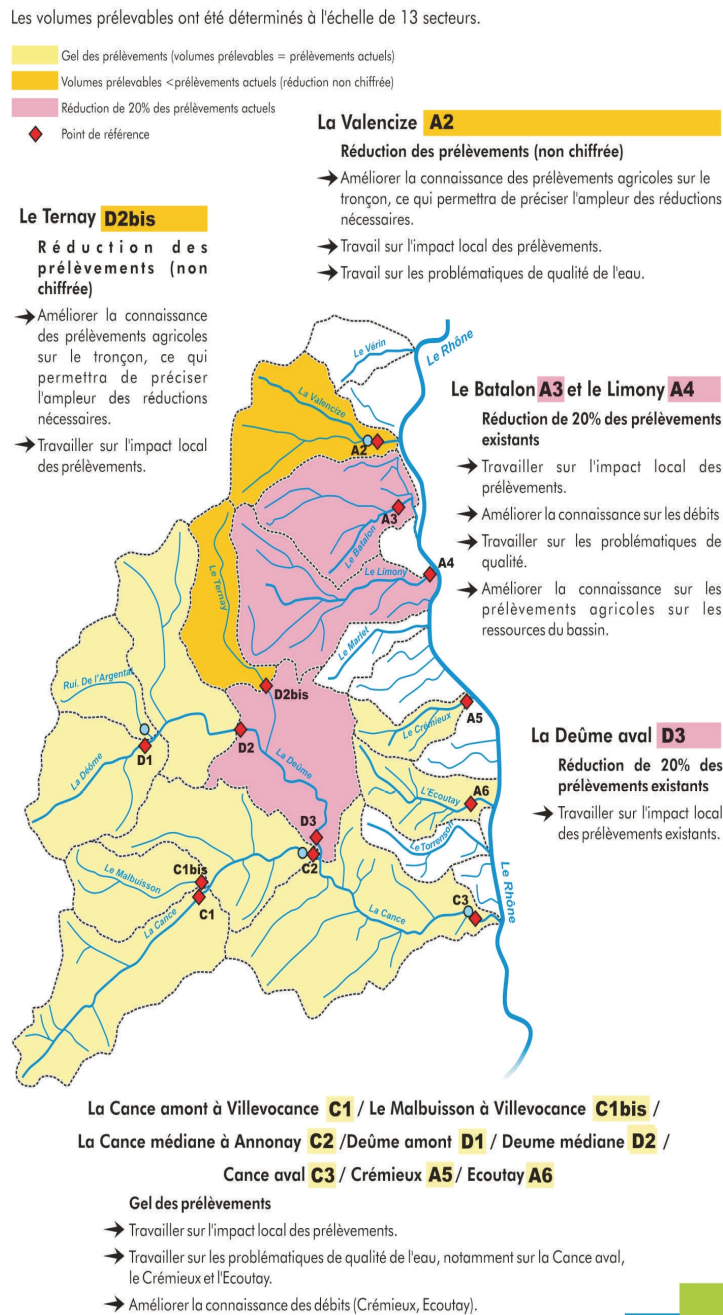 Les volumes prélevables ont été déterminés à l'échelle de 13 secteurs.
Gel des prélèvements (volumes prélevables = prélèvements actuels)
Volumes prélevables <prélèvements actuels (réduction non chiffrée)
Réduction de 20% des prélèvements actuels
Point de référence
La Valencize A2
Réduction des prélèvements (non chiffrée)
Améliorer la connaissance des prélèvements agricoles sur le
tronçon, ce qui permettra de préciser l'ampleur des réductions
nécessaires.
Travail sur l'impact local des prélèvements.
Travail sur les problématiques de qualité de l'eau.
Le Ternay D2bis
Réduction des
prélèvements (non
chiffrée)
Améliorer la connaissance
des prélèvements agricoles
sur le tronçon, ce qui
permettra de préciser
l'ampleur des réductions
nécessaires.
Travailler sur l'impact local
des prélèvements.
Le Batalon A3 et le Limony A4
Réduction de 20% des prélèvements
existants
Travailler sur l'impact local des
prélèvements.
Améliorer la connaissance sur les débits
Travailler sur les problématiques de
qualité.
Améliorer la connaissance sur les
prélèvements agricoles sur les
ressources du bassin.
La Deûme aval D3
Réduction de 20% des
prélèvements existants
Travailler sur l'impact local
des prélèvements existants.
Le Vérin
Le Rhône
La Valencize
A2
A3
Le Batalon
A4
Le Limony
Le Ternay
Le Marlet
Rui. De l'Argental
D2bis
A5
Le Crémieux
D2
D1
La Déôme
La Deûme
A6
L'Ecoutay
D3
Le Torrenson
C2
C1bis
Le Malbuisson
C1
La Cance
La Cance
C3
Le Rhône
La Cance amont à Villevocance C1 / Le Malbuisson à Villevocance C1bis /
La Cance médiane à Annonay C2 /Deûme amont D1 / Deume médiane D2 /
Cance aval C3 / Crémieux A5 / Ecoutay A6
Gel des prélèvements
Travailler sur l'impact local des prélèvements.
Travailler sur les problématiques de qualité de l'eau, notamment sur la Cance aval,
le Crémieux et l'Ecoutay.
Améliorer la connaissance des débits (Crémieux, Ecoutay).